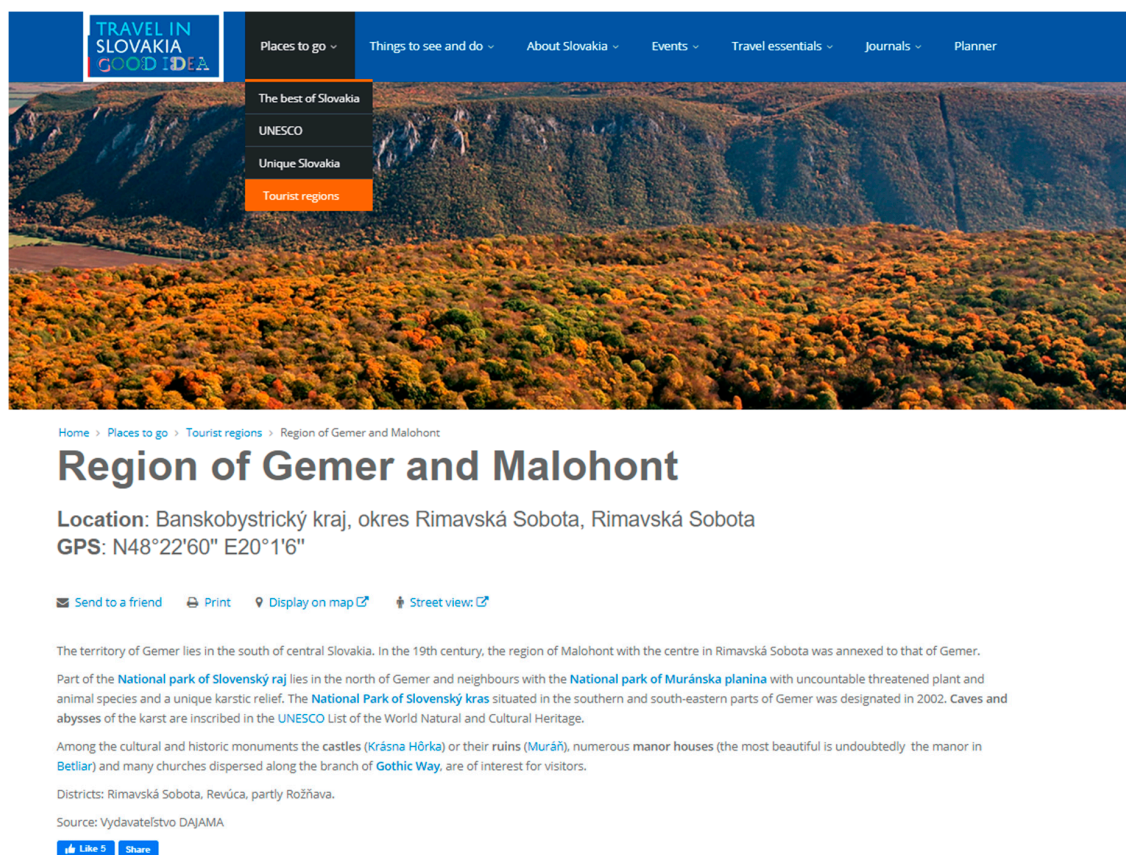 TRAVEL IN
SLOVAKIA
GOOD IDEA
Places to go
Things to see and do
About Slovakia
Events
Travel essentials
Journals
Planner
The best of Slovakia
UNESCO
Unique Slovakia
Tourist regions
Home > Places to go > Tourist regions > Region of Gemer and Malohont
Region of Gemer and Malohont
Location: Banskobystrický kraj, okres Rimavská Sobota, Rimavská Sobota
GPS: N48°22'60" E20°1'6"
Send to a friend Print Display on map Street view:
The territory of Gemer lies in the south of central Slovakia. In the 19th century, the region of Malohont with the centre in Rimavská Sobota was annexed to that of Gemer.
Part of the National park of Slovenský raj lies in the north of Gemer and neighbours with the National park of Muránska planina with uncountable threatened plant and
animal species and a unique karstic relief. The National Park of Slovenský kras situated in the southern and south-eastern parts of Gemer was designated in 2002. Caves and
abysses of the karst are inscribed in the UNESCO List of the World Natural and Cultural Heritage.
Among the cultural and historic monuments the castles (Krásna Hôrka) or their ruins (Muráň), numerous manor houses (the most beautiful is undoubtedly the manor in
Betliar) and many churches dispersed along the branch of Gothic Way, are of interest for visitors.
Districts: Rimavská Sobota, Revúca, partly Rožňava.
Source: Vydavateľstvo DAJAMA
Like 5 Share